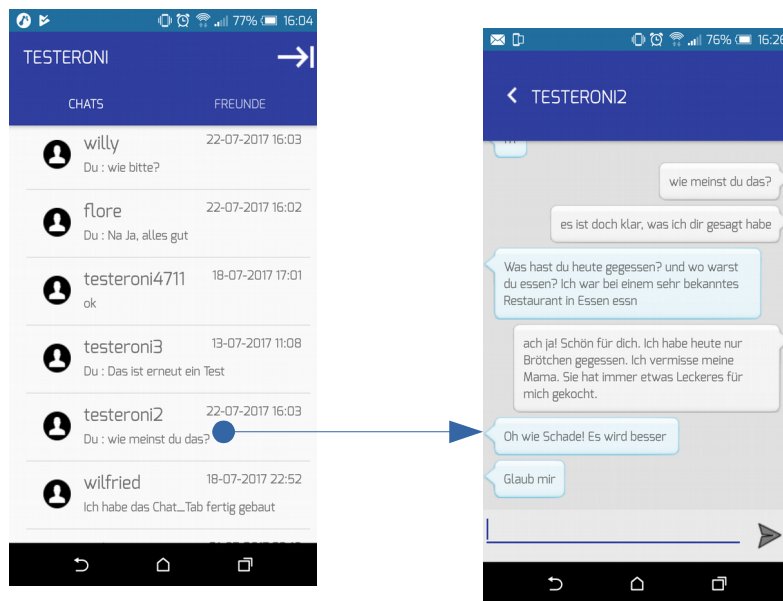 77% 16:04
TESTERONI
CHATS FREUNDE
willy 22-07-2017 16:03
Du : wie bitte?
flore 22-07-2017 16:02
Du : Na Ja, alles gut
testeroni4711 18-07-2017 17:01
ok
testeroni3 13-07-2017 11:08
Du : Das ist erneut ein Test
testeroni2 22-07-2017 16:03
Du : wie meinst du das?
wilfried 18-07-2017 22:52
Ich habe das Chat_Tab fertig gebaut
76% 16:26
TESTERONI2
wie meinst du das?
es ist doch klar, was ich dir gesagt habe
Was hast du heute gegessen? und wo warst
du essen? Ich war bei einem sehr bekanntes
Restaurant in Essen essn
ach ja! Schön für dich. Ich habe heute nur
Brötchen gegessen. Ich vermisse meine
Mama. Sie hat immer etwas Leckeres für
mich gekocht.
Oh wie Schade! Es wird besser
Glaub mir